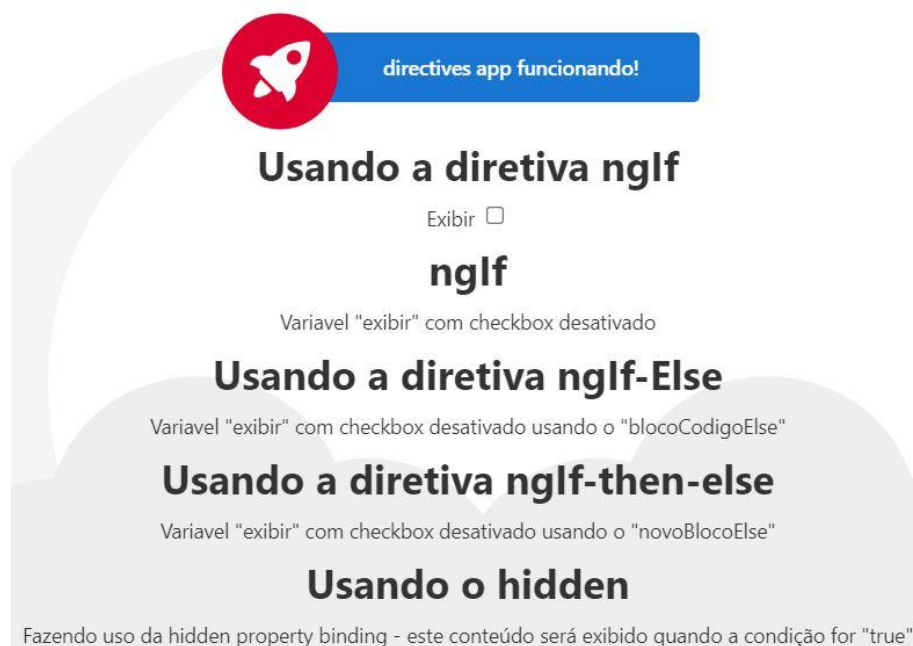 directives app funcionando!
Usando a diretiva ngIf
Exibir
ngIf
Variavel "exibir" com checkbox desativado
Usando a diretiva ngIf-Else
Variavel "exibir" com checkbox desativado usando o "blocoCodigoElse"
Usando a diretiva ngIf-then-else
Variavel "exibir" com checkbox desativado usando o "novoBlocoElse"
Usando o hidden
Fazendo uso da hidden property binding - este conteúdo será exibido quando a condição for "true"